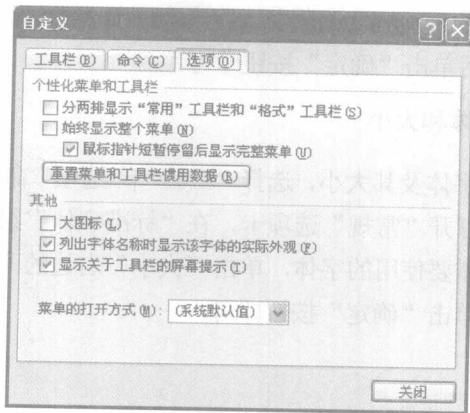 自定义
工具栏(B) 命令(C) 选项(O)
个性化菜单和工具栏
分两排显示“常用”工具栏和“格式”工具栏(S)
始终显示整个菜单(N)
鼠标指针短暂停留后显示完整菜单(U)
重置菜单和工具栏惯用数据(R)
其他
大图标(L)
列出字体名称时显示该字体的实际外观(F)
显示关于工具栏的屏幕提示(T)
菜单的打开方式(M): (系统默认值)
关闭